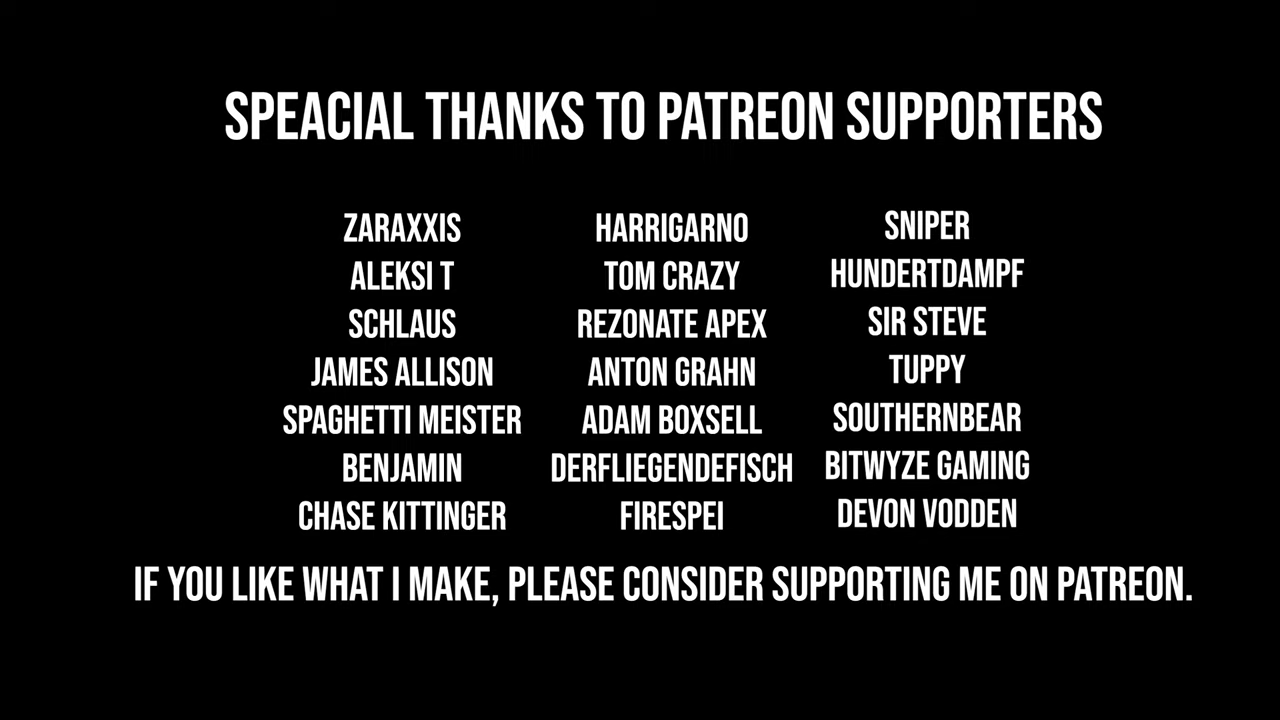 SPEACIAL THANKS TO PATREON SUPPORTERS
ZARAXXIS
ALEKSI T
SCHLAUS
JAMES ALLISON
SPAGHETTI MEISTER
BENJAMIN
CHASE KITTINGER
HARRIGARNO
TOM CRAZY
REZONATE APEX
ANTON GRAHN
ADAM BOXSELL
DERFLIEGENDEFISCH
FIRESPEI
SNIPER
HUNDERTDAMPF
SIR STEVE
TUPPY
SOUTHERNBEAR
BITWYZE GAMING
DEVON VODDEN
IF YOU LIKE WHAT I MAKE, PLEASE CONSIDER SUPPORTING ME ON PATREON.